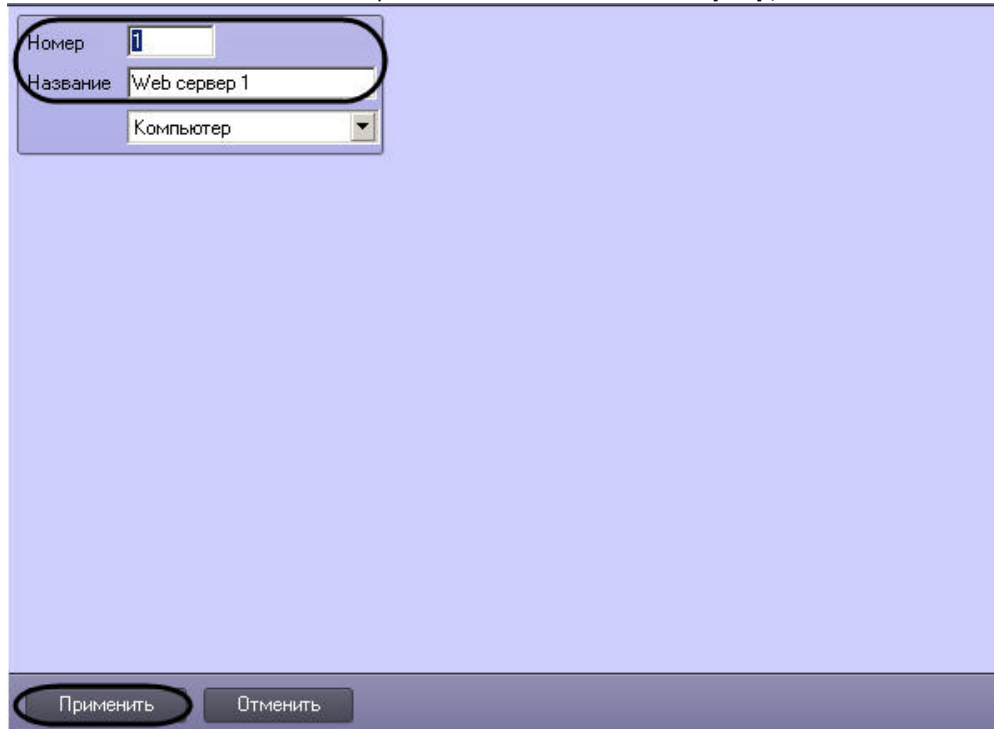 Номер 1
Название Web сервер 1
Компьютер
Применить Отменить